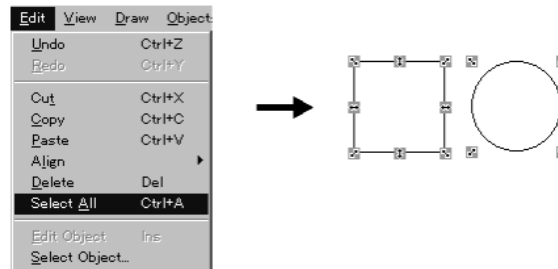 Edit View Draw Object
Undo Ctrl+Z
Redo Ctrl+Y
Cut Ctrl+X
Copy Ctrl+C
Paste Ctrl+V
Align
Delete Del
Select All Ctrl+A
Edit Object Ins
Select Object...